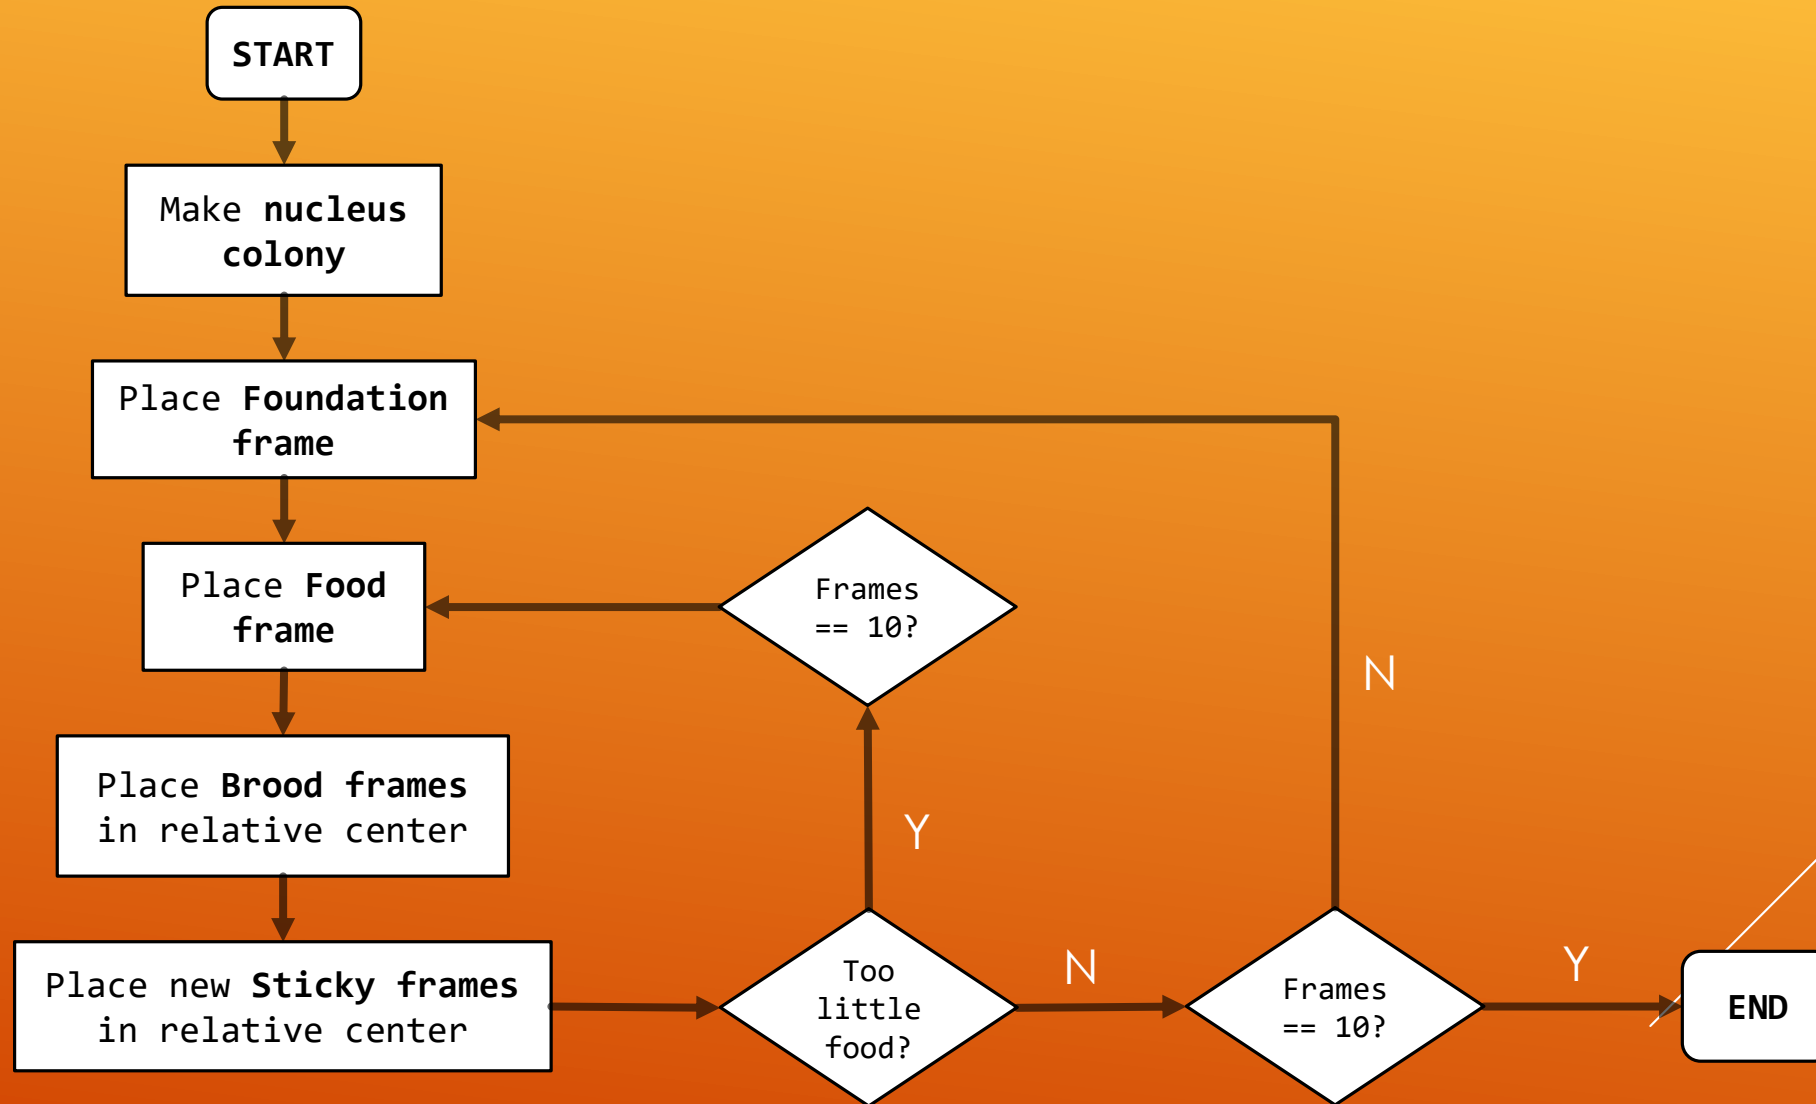 START
Make nucleus
colony
Place Foundation
frame
Place Food
frame
Frames
== 10?
N
Place Brood frames
in relative center
Y
Place new Sticky frames
in relative center
Too
little
food?
N
Frames
== 10?
Y
END